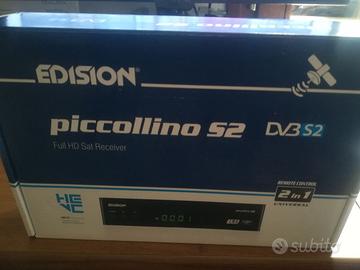 EDISION
piccollino S2 DVB S2
Full HD Sat Receiver
REMOTE CONTROL
2 in 1
UNIVERSAL
HEVC
EDISION
0001
subito